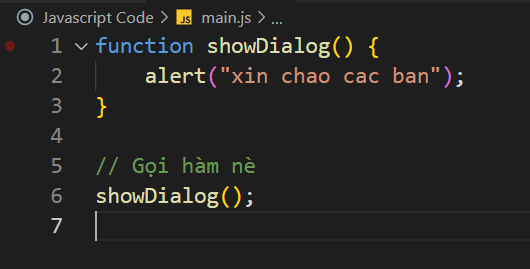 Javascript Code > JS main.js > ...
1 function showDialog() {
2 alert("xin chao cac ban");
3 }
4
5 // Gọi hàm nè
6 showDialog();
7